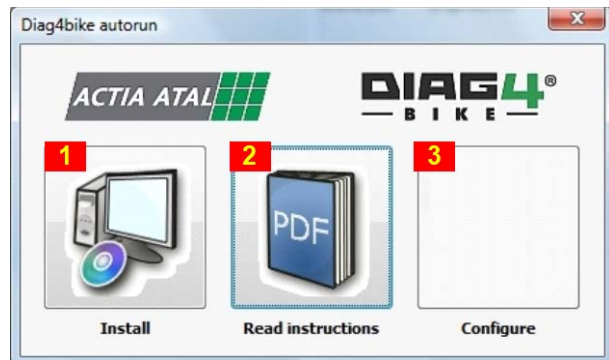 Diag4bike autorun
ACTIA ATAL
DIAG4®
BIKE
1
2
3
PDF
Install
Read instructions
Configure